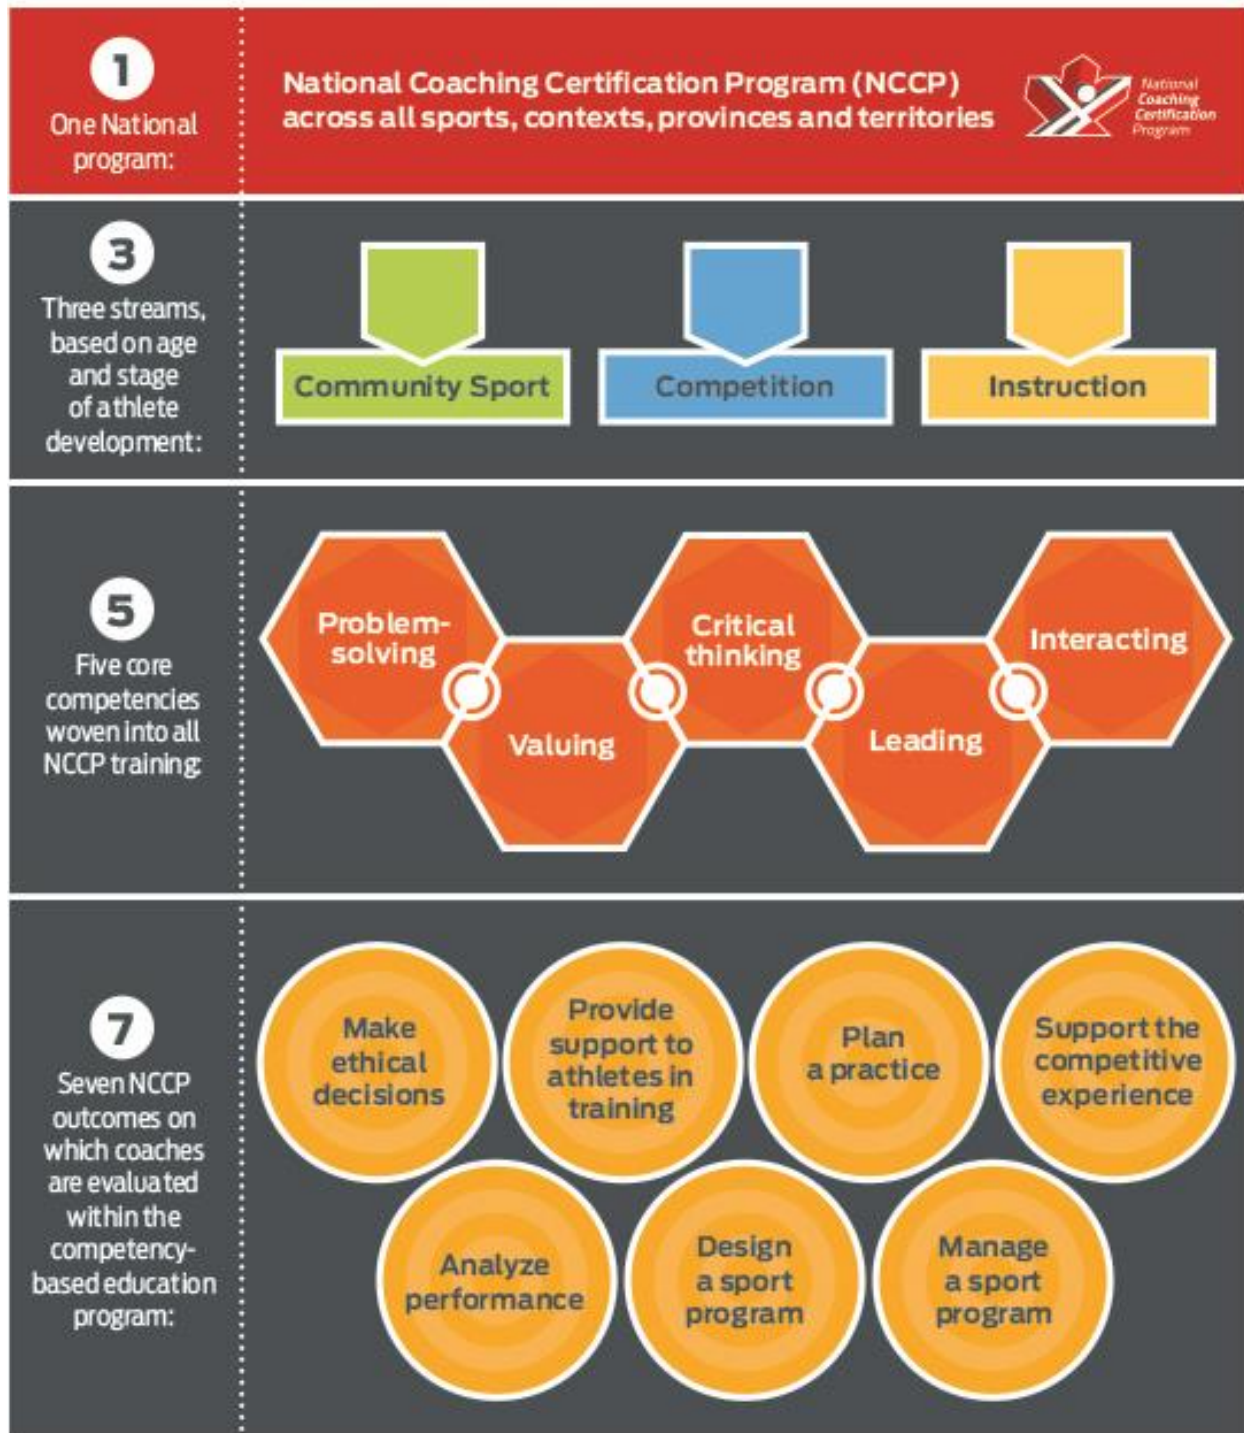 1
One National
program:
National Coaching Certification Program (NCCP)
across all sports, contexts, provinces and territories
National
Coaching
Certification
Program
3
Three streams,
based on age
and stage
of athlete
development:
Community Sport
Competition
Instruction
5
Five core
competencies
woven into all
NCCP training:
Problem-
solving
Valuing
Critical
thinking
Leading
Interacting
7
Seven NCCP
outcomes on
which coaches
are evaluated
within the
competency-
based education
program:
Make
ethical
decisions
Provide
support to
athletes in
training
Plan
a practice
Support the
competitive
experience
Analyze
performance
Design
a sport
program
Manage
a sport
program